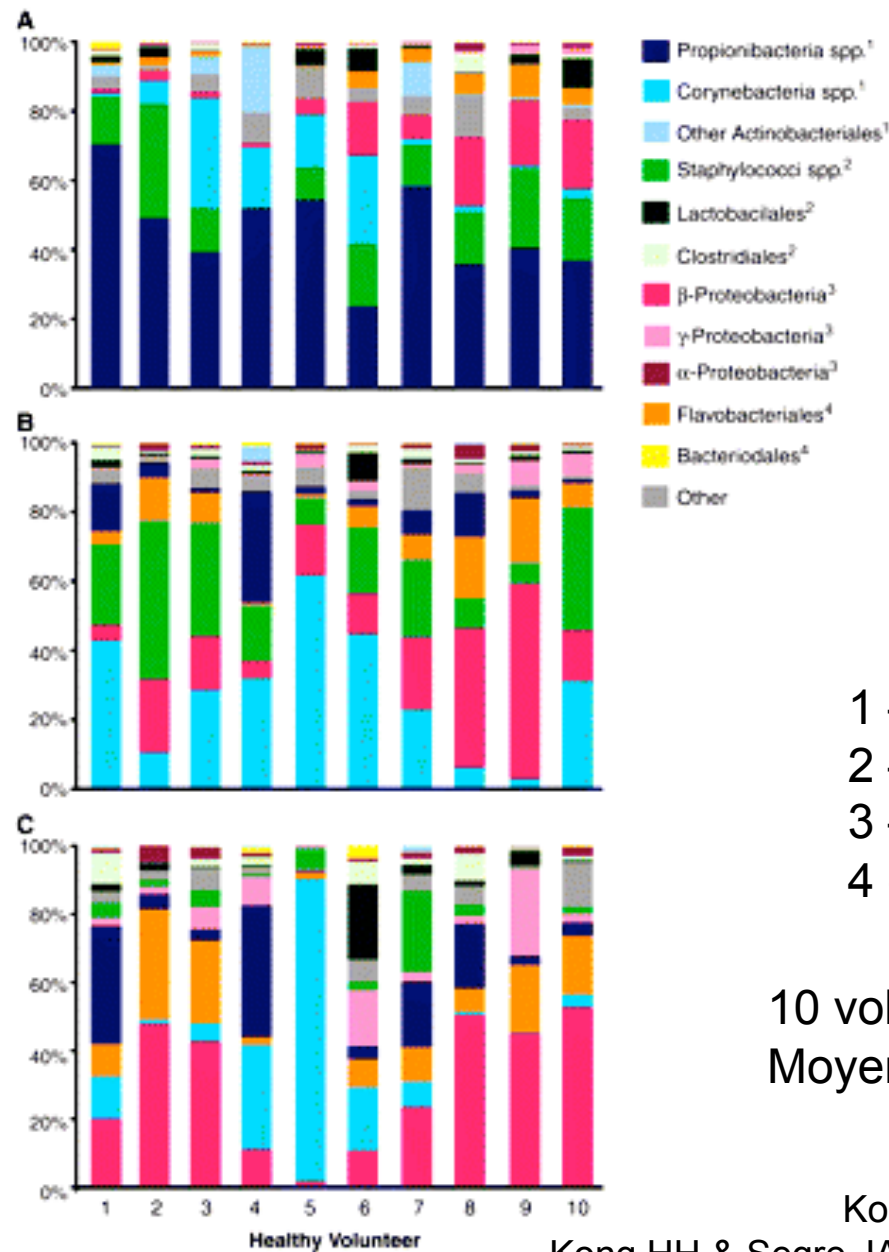 A
100%
80%
60%
40%
20%
0%
Propionibacteria spp.¹
Corynebacteria spp.¹
Other Actinobacteriales¹
Staphylococci spp.²
Lactobacilales²
Clostridiales²
β-Proteobacteria³
γ-Proteobacteria³
α-Proteobacteria³
Flavobacteriales⁴
Bacteriodales⁴
Other
B
100%
80%
60%
40%
20%
0%
C
100%
80%
60%
40%
20%
0%
1 2 3 4 5 6 7 8 9 10
Healthy Volunteer
1
2
3
4
10 vol
Moyer
Ko
Kong HH & Segre JA